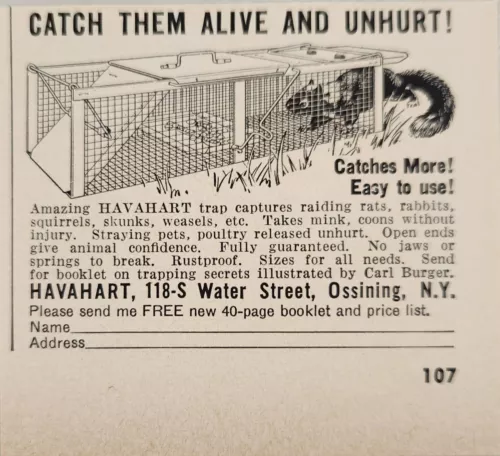 CATCH THEM ALIVE AND UNHURT!
Catches More!
Easy to use!
Amazing HAVAHART trap captures raiding rats, rabbits,
squirrels, skunks, weasels, etc. Takes mink, coons without
injury. Straying pets, poultry released unhurt. Open ends
give animal confidence. Fully guaranteed. No jaws or
springs to break. Rustproof. Sizes for all needs. Send
for booklet on trapping secrets illustrated by Carl Burger.
HAVAHART, 118-S Water Street, Ossining, N.Y.
Please send me FREE new 40-page booklet and price list.
Name
Address
107